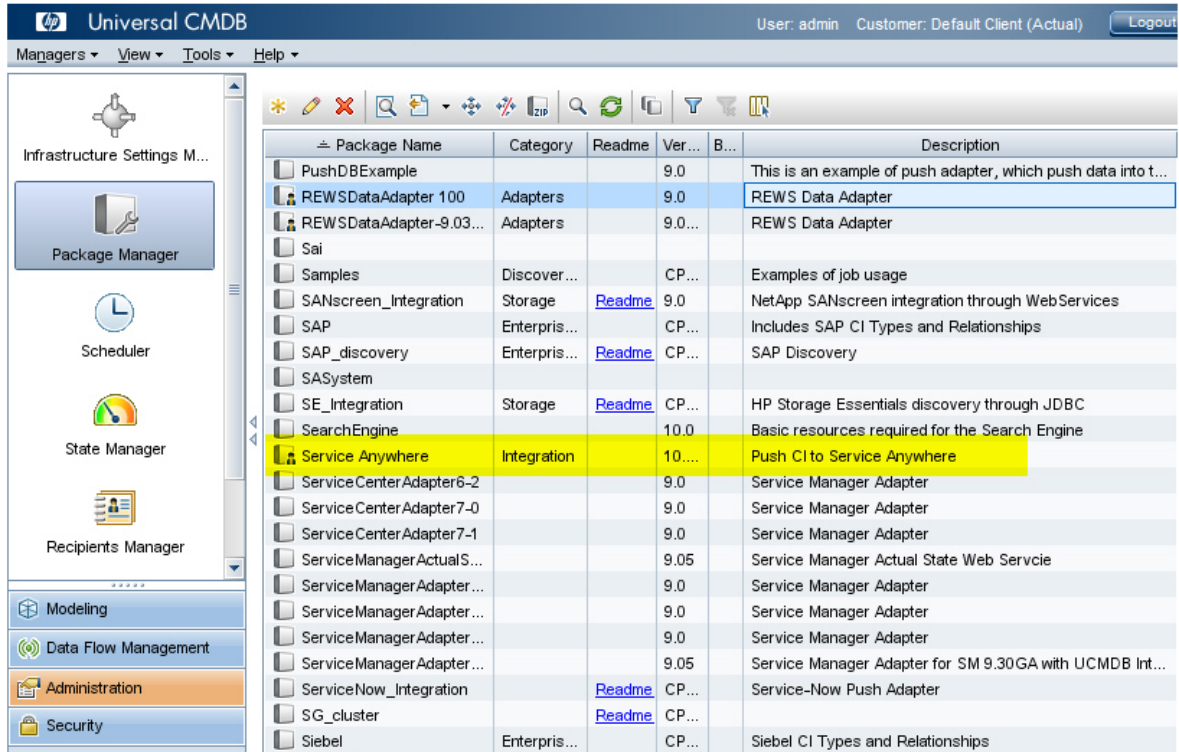 hp Universal CMDB User: admin Customer: Default Client (Actual) Logout
Managers View Tools Help
Infrastructure Settings M...
Package Manager
Scheduler
State Manager
Recipients Manager
Modeling
Data Flow Management
Administration
Security
ZIP
Package Name Category Readme Ver... B... Description
PushDBExample 9.0 This is an example of push adapter, which push data into t...
REWSDataAdapter 100 Adapters 9.0 REWS Data Adapter
REWSDataAdapter-9.03... Adapters 9.0... REWS Data Adapter
Sai
Samples Discover... CP... Examples of job usage
SANscreen_Integration Storage Readme 9.0 NetApp SANscreen integration through WebServices
SAP Enterpris... CP... Includes SAP CI Types and Relationships
SAP_discovery Enterpris... Readme CP... SAP Discovery
SASystem
SE_Integration Storage Readme CP... HP Storage Essentials discovery through JDBC
SearchEngine 10.0 Basic resources required for the Search Engine
Service Anywhere Integration 10.... Push CI to Service Anywhere
ServiceCenterAdapter6-2 9.0 Service Manager Adapter
ServiceCenterAdapter7-0 9.0 Service Manager Adapter
ServiceCenterAdapter7-1 9.0 Service Manager Adapter
ServiceManagerActualS... 9.05 Service Manager Actual State Web Servcie
ServiceManagerAdapter... 9.0 Service Manager Adapter
ServiceManagerAdapter... 9.0 Service Manager Adapter
ServiceManagerAdapter... 9.0 Service Manager Adapter
ServiceManagerAdapter... 9.05 Service Manager Adapter for SM 9.30GA with UCMDB Int...
ServiceNow_Integration Readme CP... Service-Now Push Adapter
SG_cluster Readme CP...
Siebel Enterpris... CP... Siebel CI Types and Relationships